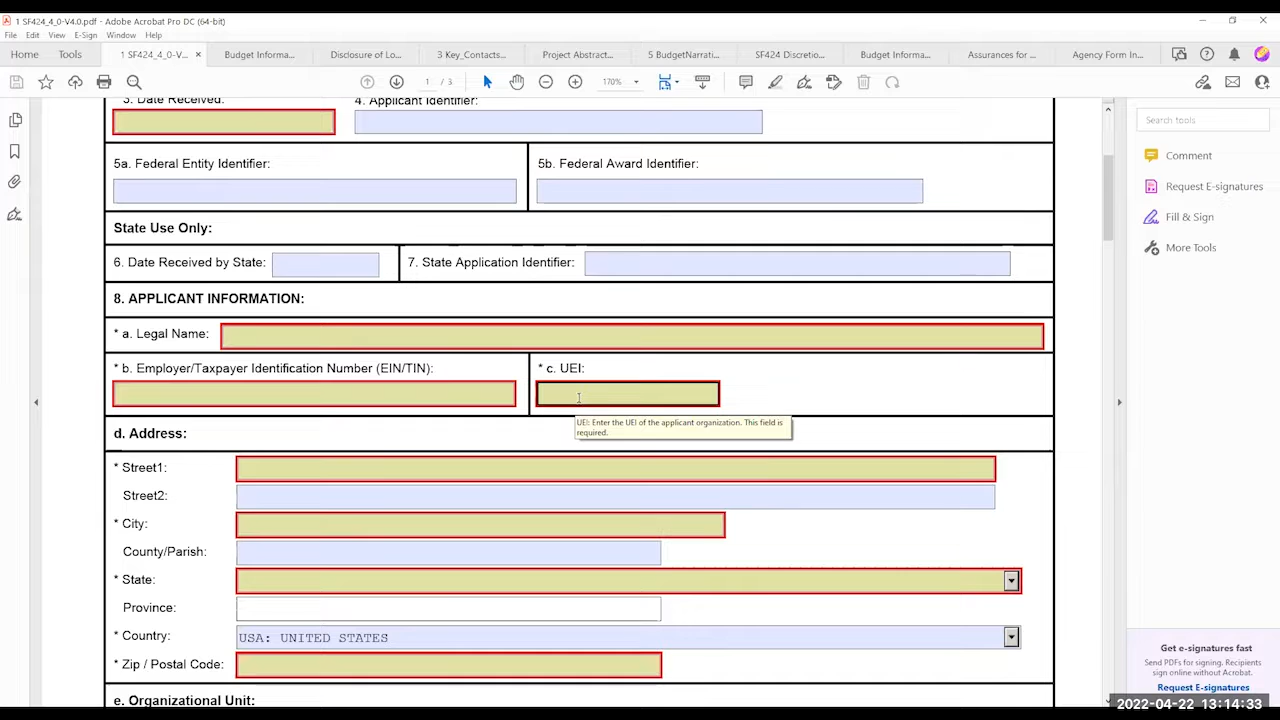 1 SF424_4_0-V4.0.pdf - Adobe Acrobat Pro DC (64-bit)
File Edit View E-Sign Window Help
Home Tools 1 SF424_4_0-V... × Budget Informa... Disclosure of Lo... 3 Key_Contacts... Project Abstract... 5 BudgetNarrati... SF424 Discretio... Budget Informa... Assurances for ... Agency Form In...
1 / 3 170%
Search tools
Comment
Request E-signatures
Fill & Sign
More Tools
3. Date Received: 4. Applicant Identifier:
5a. Federal Entity Identifier: 5b. Federal Award Identifier:
State Use Only:
6. Date Received by State: 7. State Application Identifier:
8. APPLICANT INFORMATION:
* a. Legal Name:
* b. Employer/Taxpayer Identification Number (EIN/TIN): * c. UEI:
UEI: Enter the UEI of the applicant organization. This field is
required.
d. Address:
* Street1:
Street2:
* City:
County/Parish:
* State:
Province:
* Country: USA: UNITED STATES
* Zip / Postal Code:
e. Organizational Unit:
Get e-signatures fast
Send PDFs for signing. Recipients
sign online without Acrobat.
Request E-signatures
2022-04-22 13:14:33